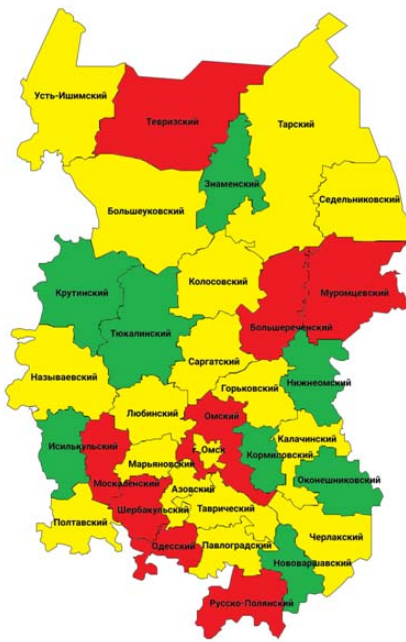 Усть-Ишимский
Тевризский
Тарский
Знаменский
Седельниковский
Большеуковский
Колосовский
Крутинский
Муромцевский
Тюкалинский
Большереченский
Саргатский
Называевский
Горьковский
Нижнеомский
Любинский
Омский
Исилькульский
Калачинский
г. Омск
Кормиловский
Марьяновский
Оконешниковский
Москаленский
Азовский
Шербакульский
Таврический
Полтавский
Черлакский
Одесский
Павлоградский
Нововаршавский
Русско-Полянский